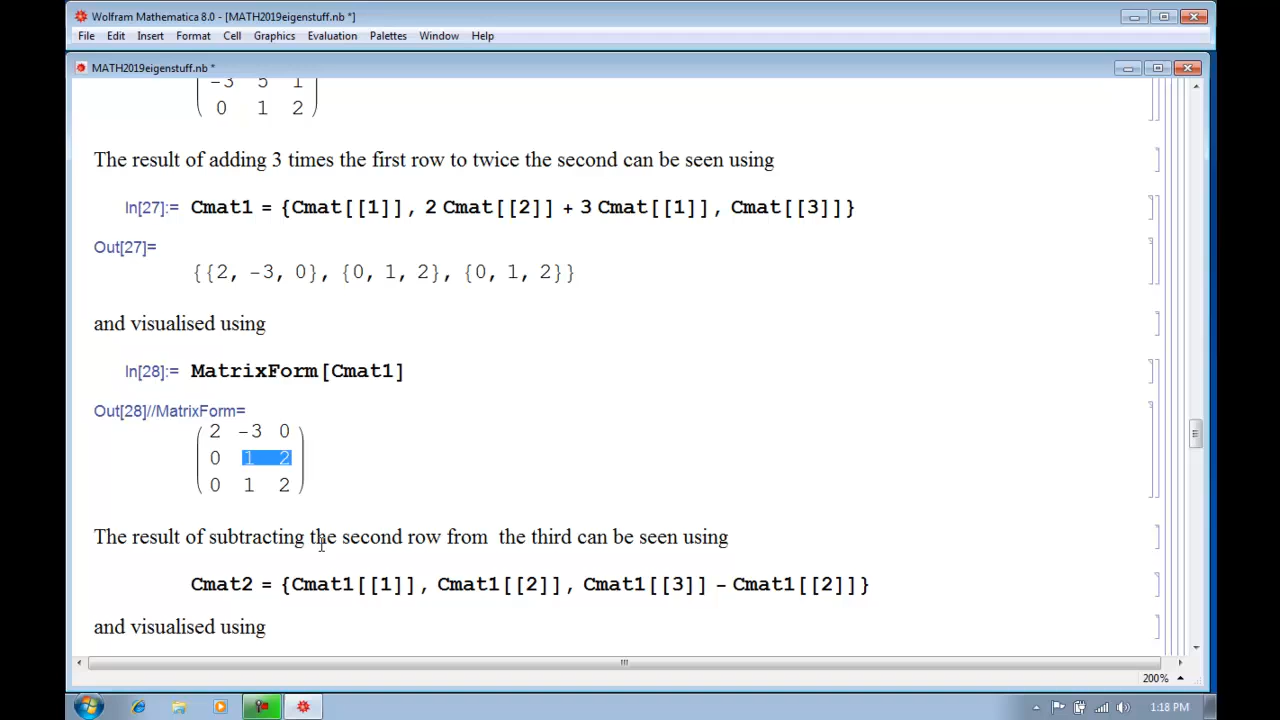 Wolfram Mathematica 8.0 - [MATH2019eigenstuff.nb *]
File Edit Insert Format Cell Graphics Evaluation Palettes Window Help
MATH2019eigenstuff.nb *
-3 5 1
0 1 2
The result of adding 3 times the first row to twice the second can be seen using
In[27]:= Cmat1 = {Cmat[[1]], 2 Cmat[[2]] + 3 Cmat[[1]], Cmat[[3]]}
Out[27]=
{{2, -3, 0}, {0, 1, 2}, {0, 1, 2}}
and visualised using
In[28]:= MatrixForm[Cmat1]
Out[28]//MatrixForm=
2 -3 0
0 1 2
0 1 2
The result of subtracting the second row from the third can be seen using
Cmat2 = {Cmat1[[1]], Cmat1[[2]], Cmat1[[3]] - Cmat1[[2]]}
and visualised using
200%
1:18 PM